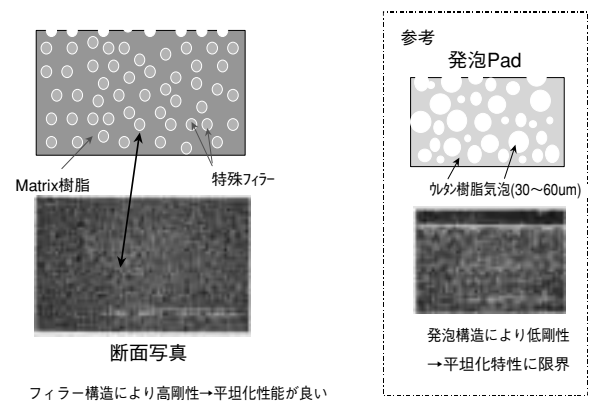 Matrix樹脂
特殊フィラー
断面写真
フィラー構造により高剛性→平坦化性能が良い
参考
発泡Pad
ウレタン樹脂気泡(30～60um)
発泡構造により低剛性
→平坦化特性に限界